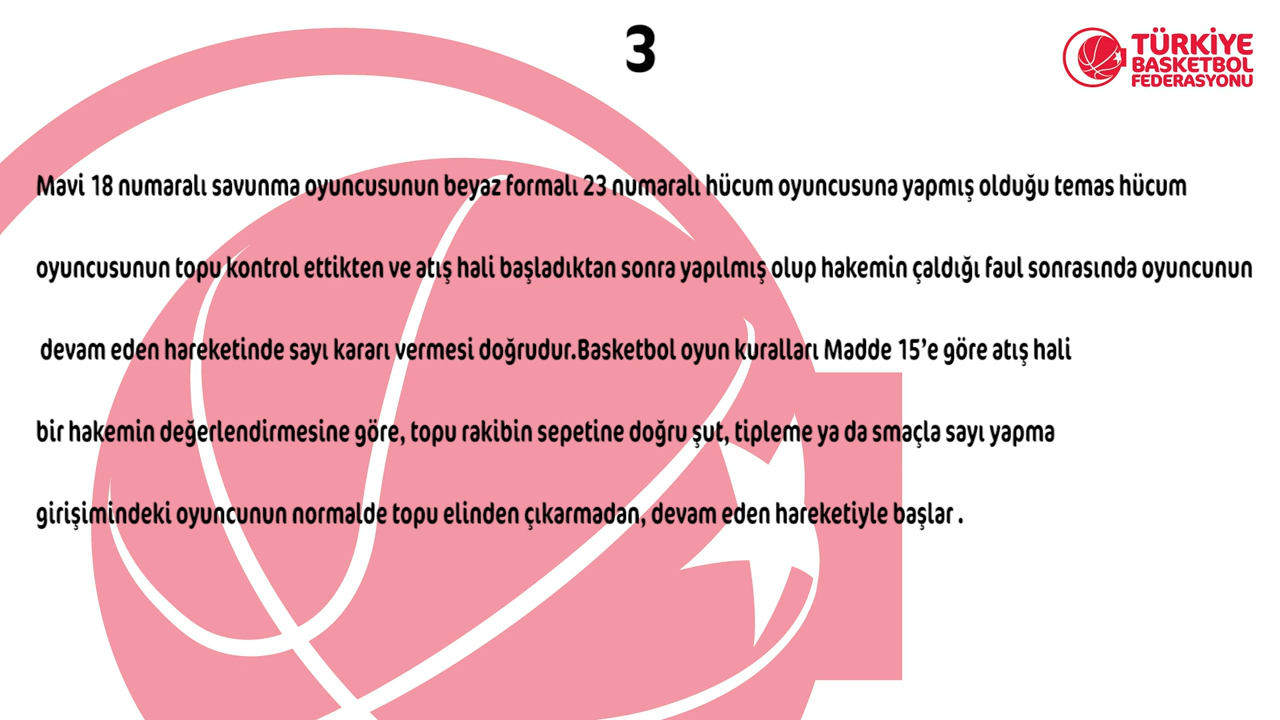 3
TÜRKİYE
BASKETBOL
FEDERASYONU
Mavi 18 numaralı savunma oyuncusunun beyaz formalı 23 numaralı hücum oyuncusuna yapmış olduğu temas hücum
oyuncusunun topu kontrol ettikten ve atış hali başladıktan sonra yapılmış olup hakemin çaldığı faul sonrasında oyuncunun
devam eden hareketinde sayı kararı vermesi doğrudur.Basketbol oyun kuralları Madde 15’e göre atış hali
bir hakemin değerlendirmesine göre, topu rakibin sepetine doğru şut, tipleme ya da smaçla sayı yapma
girişimindeki oyuncunun normalde topu elinden çıkarmadan, devam eden hareketiyle başlar .